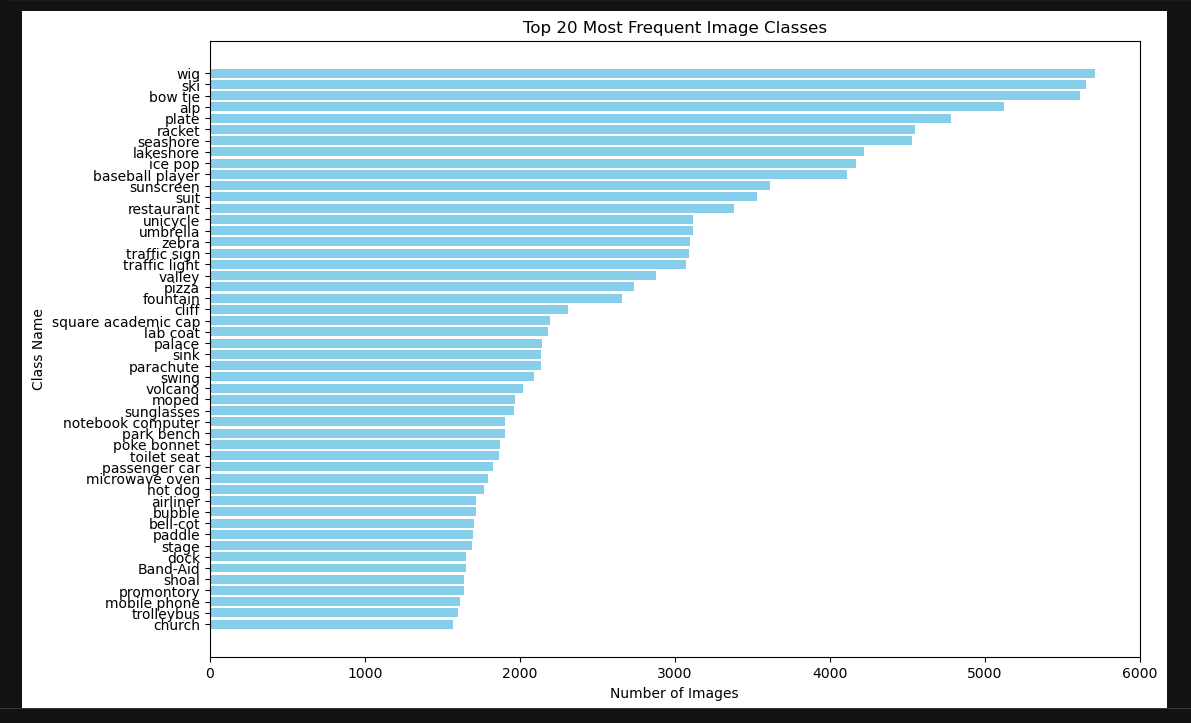 Top 20 Most Frequent Image Classes
wig
ski
bow tie
alp
plate
racket
seashore
lakeshore
ice pop
baseball player
sunscreen
suit
restaurant
unicycle
umbrella
zebra
traffic sign
traffic light
valley
pizza
fountain
cliff
square academic cap
lab coat
palace
sink
parachute
swing
volcano
moped
sunglasses
notebook computer
park bench
poke bonnet
toilet seat
passenger car
microwave oven
hot dog
airliner
bubble
bell-cot
paddle
stage
dock
Band-Aid
shoal
promontory
mobile phone
trolleybus
church
Class Name
0 1000 2000 3000 4000 5000 6000
Number of Images